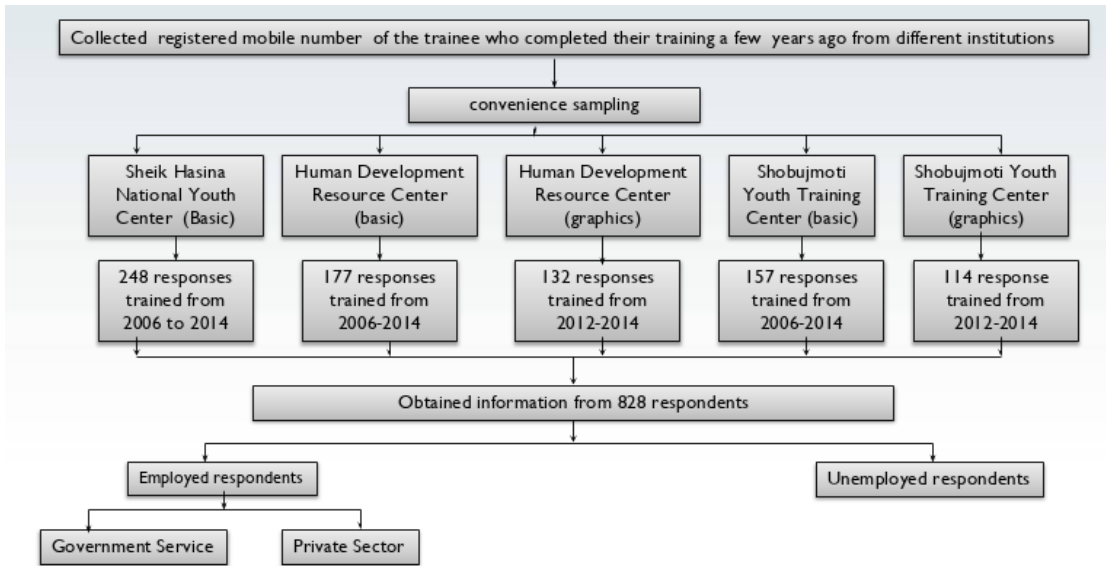 Collected registered mobile number of the trainee who completed their training a few years ago from different institutions
convenience sampling
Sheik Hasina
National Youth
Center (Basic)
Human Development
Resource Center
(basic)
Human Development
Resource Center
(graphics)
Shobujmoti
Youth Training
Center (basic)
Shobujmoti Youth
Training Center
(graphics)
248 responses
trained from
2006 to 2014
177 responses
trained from
2006-2014
132 responses
trained from
2012-2014
157 responses
trained from
2006-2014
114 response
trained from
2012-2014
Obtained information from 828 respondents
Employed respondents
Unemployed respondents
Government Service
Private Sector